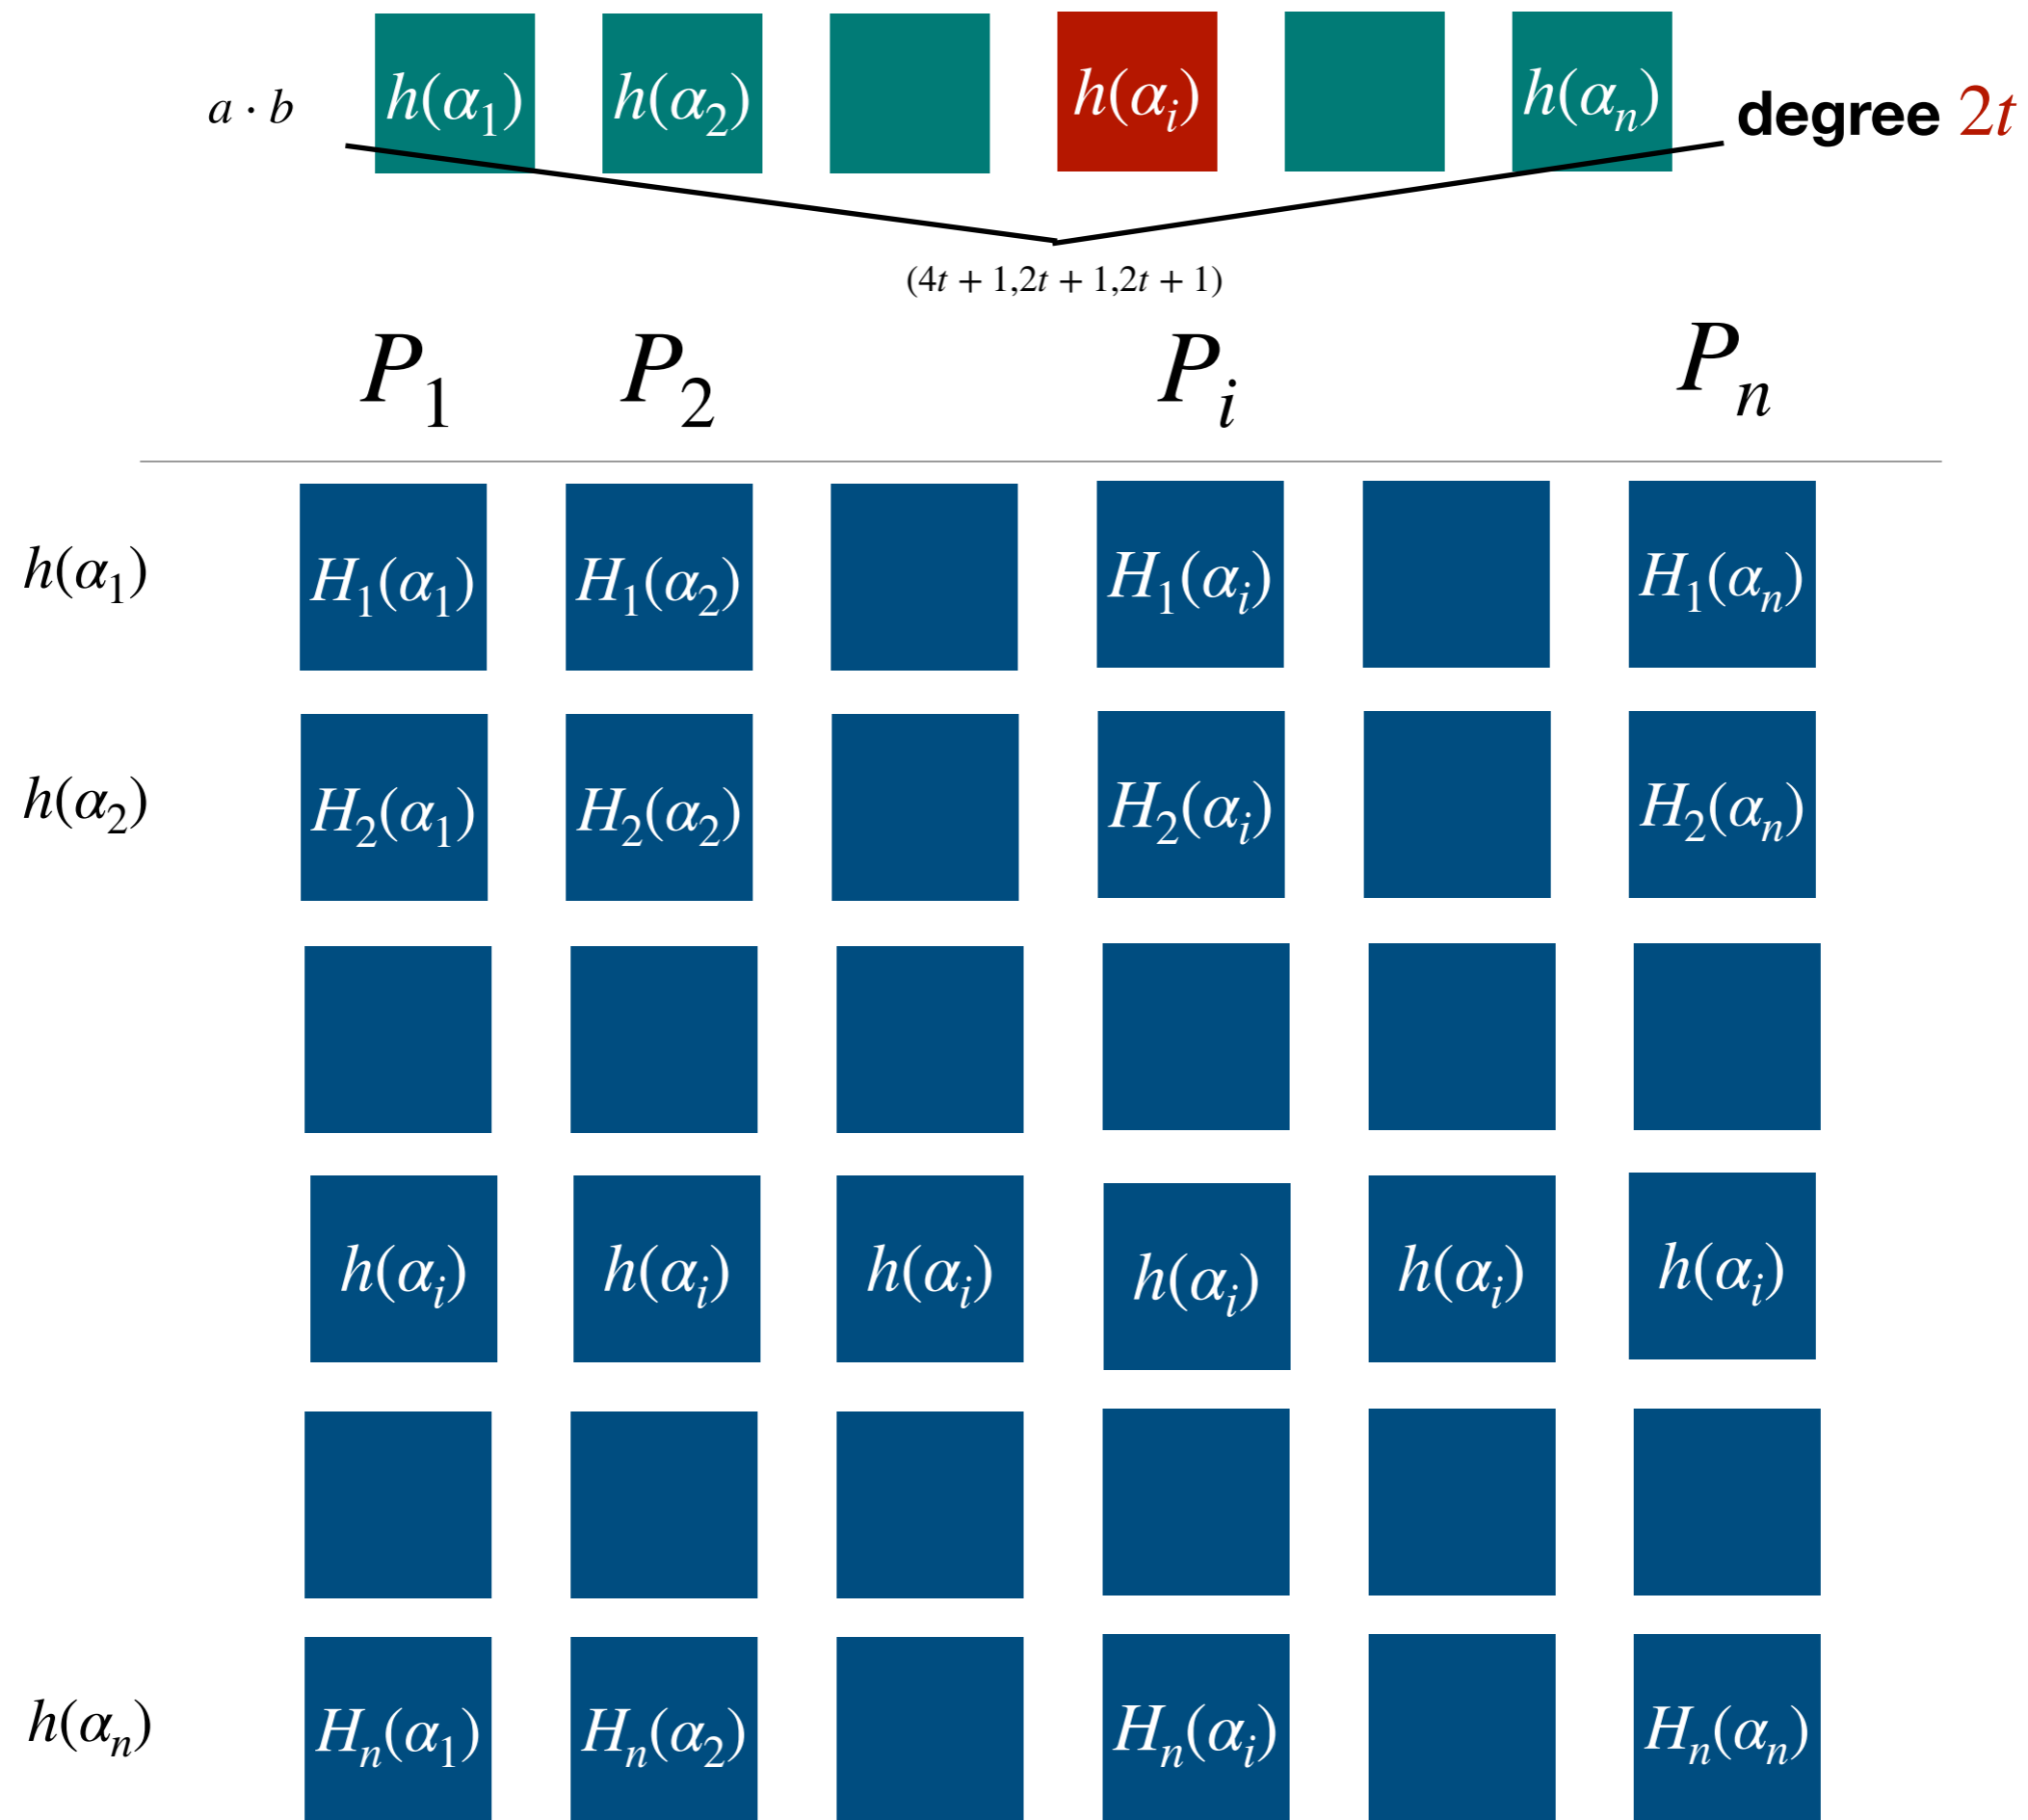 a · b h(α₁) h(α₂) h(αᵢ) h(αₙ) degree 2t
(4t + 1,2t + 1,2t + 1)
P₁ P₂ Pᵢ Pₙ
h(α₁) H₁(α₁) H₁(α₂) H₁(αᵢ) H₁(αₙ)
h(α₂) H₂(α₁) H₂(α₂) H₂(αᵢ) H₂(αₙ)
h(αᵢ) h(αᵢ) h(αᵢ) h(αᵢ) h(αᵢ) h(αᵢ)
h(αₙ) Hₙ(α₁) Hₙ(α₂) Hₙ(αᵢ) Hₙ(αₙ)